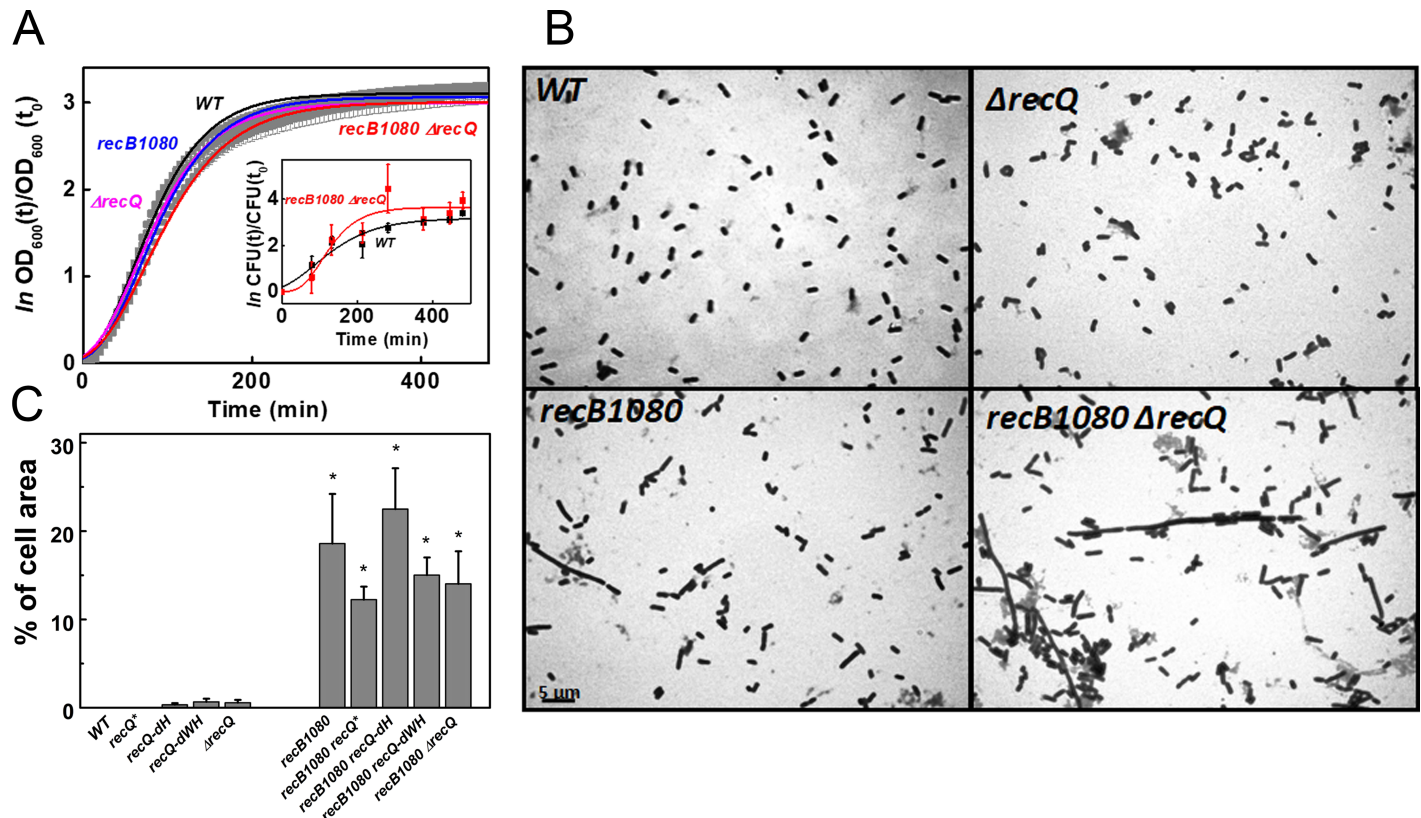 A
ln OD600(t)/OD600 (t0)
3
2
1
0
0
200
400
Time (min)
WT
recB1080
ΔrecQ
recB1080 ΔrecQ
ln CFU(t)/CFU(t0)
4
2
0
0
200
400
Time (min)
recB1080 ΔrecQ
WT
B
WT
ΔrecQ
recB1080
recB1080 ΔrecQ
5 µm
C
% of cell area
30
20
10
0
*
*
*
*
*
WT
recQ*
recQ-dH
recQ-dWH
ΔrecQ
recB1080
recB1080 recQ*
recB1080 recQ-dH
recB1080 recQ-dWH
recB1080 ΔrecQ